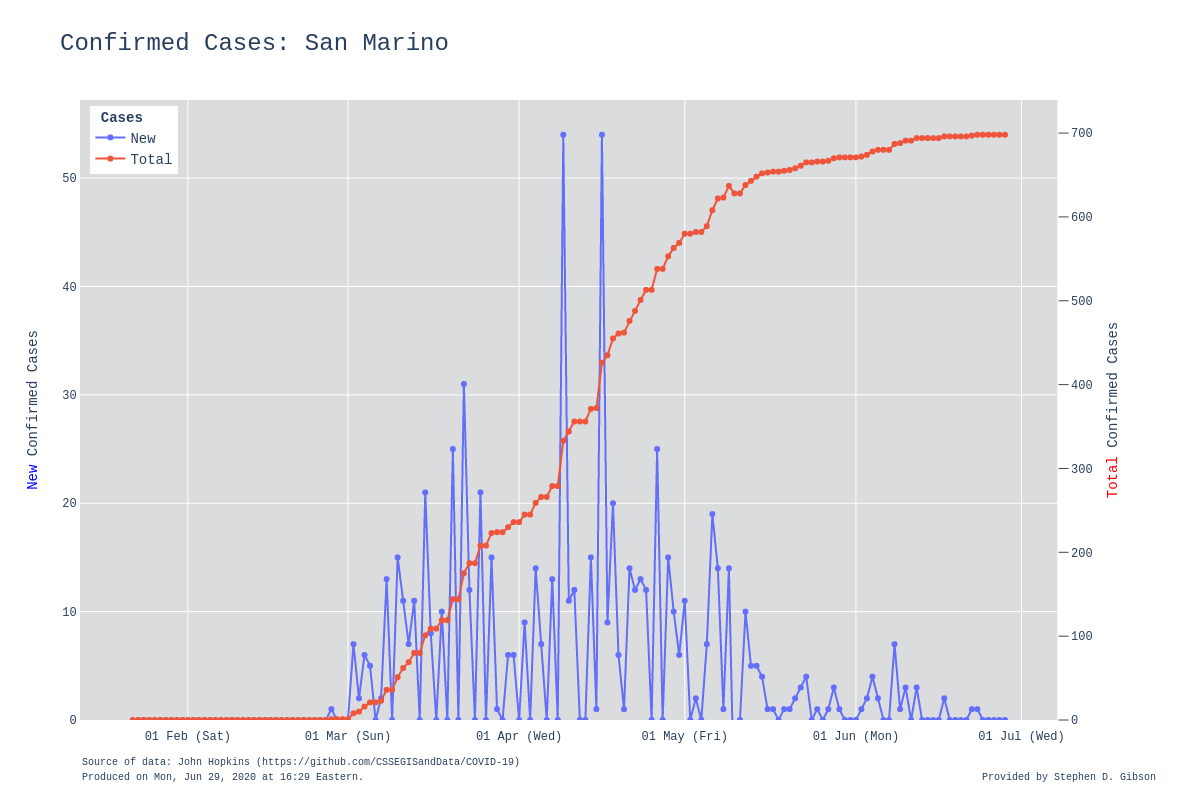 Confirmed Cases: San Marino
Cases
New
Total
50
40
30
20
10
0
700
600
500
400
300
200
100
0
New Confirmed Cases
Total Confirmed Cases
01 Feb (Sat)
01 Mar (Sun)
01 Apr (Wed)
01 May (Fri)
01 Jun (Mon)
01 Jul (Wed)
Source of data: John Hopkins (https://github.com/CSSEGISandData/COVID-19)
Produced on Mon, Jun 29, 2020 at 16:29 Eastern.
Provided by Stephen D. Gibson